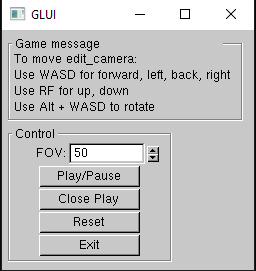 GLUI
Game message
To move edit_camera:
Use WASD for forward, left, back, right
Use RF for up, down
Use Alt + WASD to rotate
Control
FOV: 50
Play/Pause
Close Play
Reset
Exit